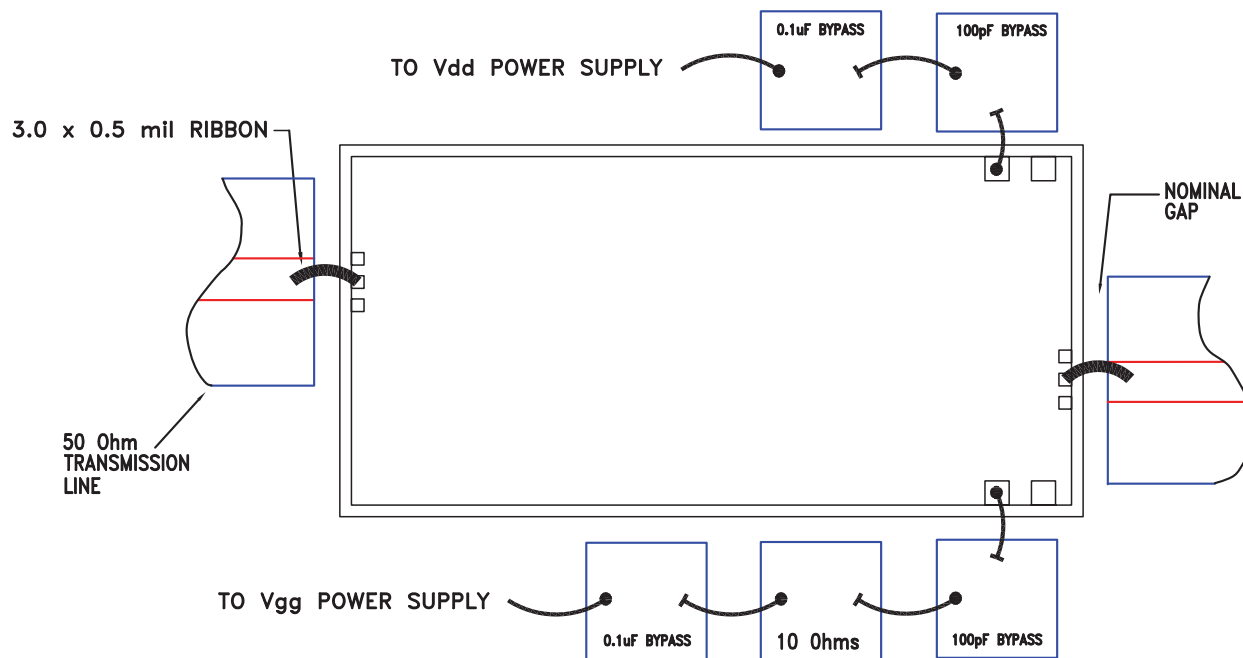 0.1uF BYPASS
100pF BYPASS
TO Vdd POWER SUPPLY
3.0 x 0.5 mil RIBBON
NOMINAL
GAP
50 Ohm
TRANSMISSION
LINE
TO Vgg POWER SUPPLY
0.1uF BYPASS
10 Ohms
100pF BYPASS